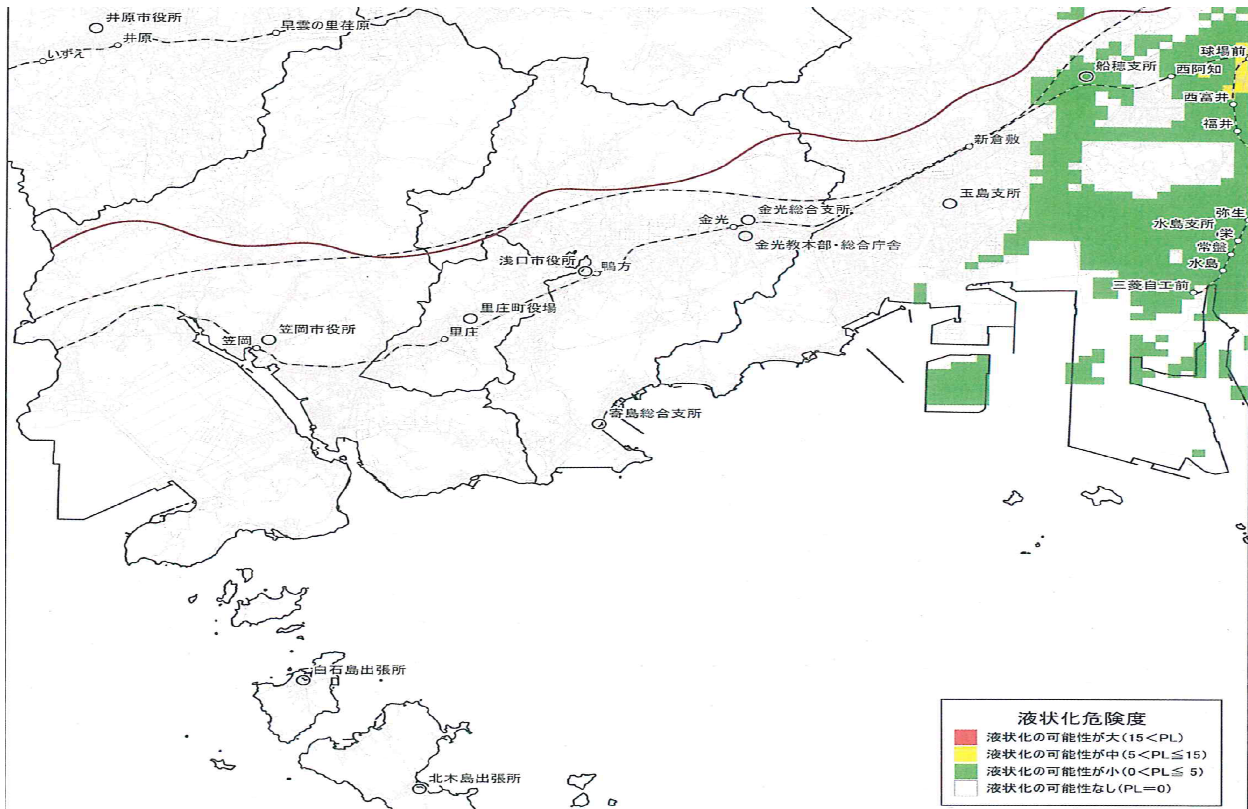 井原市役所
早雲の里荏原
井原
いずえ
球場前
船穂支所
西阿知
西富井
福井
新倉敷
玉島支所
弥生
水島支所
栄
常盤
水島
三菱自工前
金光総合支所
金光
金光教本部・総合庁舎
浅口市役所
鴨方
里庄町役場
里庄
笠岡市役所
笠岡
寄島総合支所
白石島出張所
北木島出張所
液状化危険度
液状化の可能性が大(15<PL)
液状化の可能性が中(5<PL≦15)
液状化の可能性が小(0<PL≦ 5)
液状化の可能性なし(PL=0)